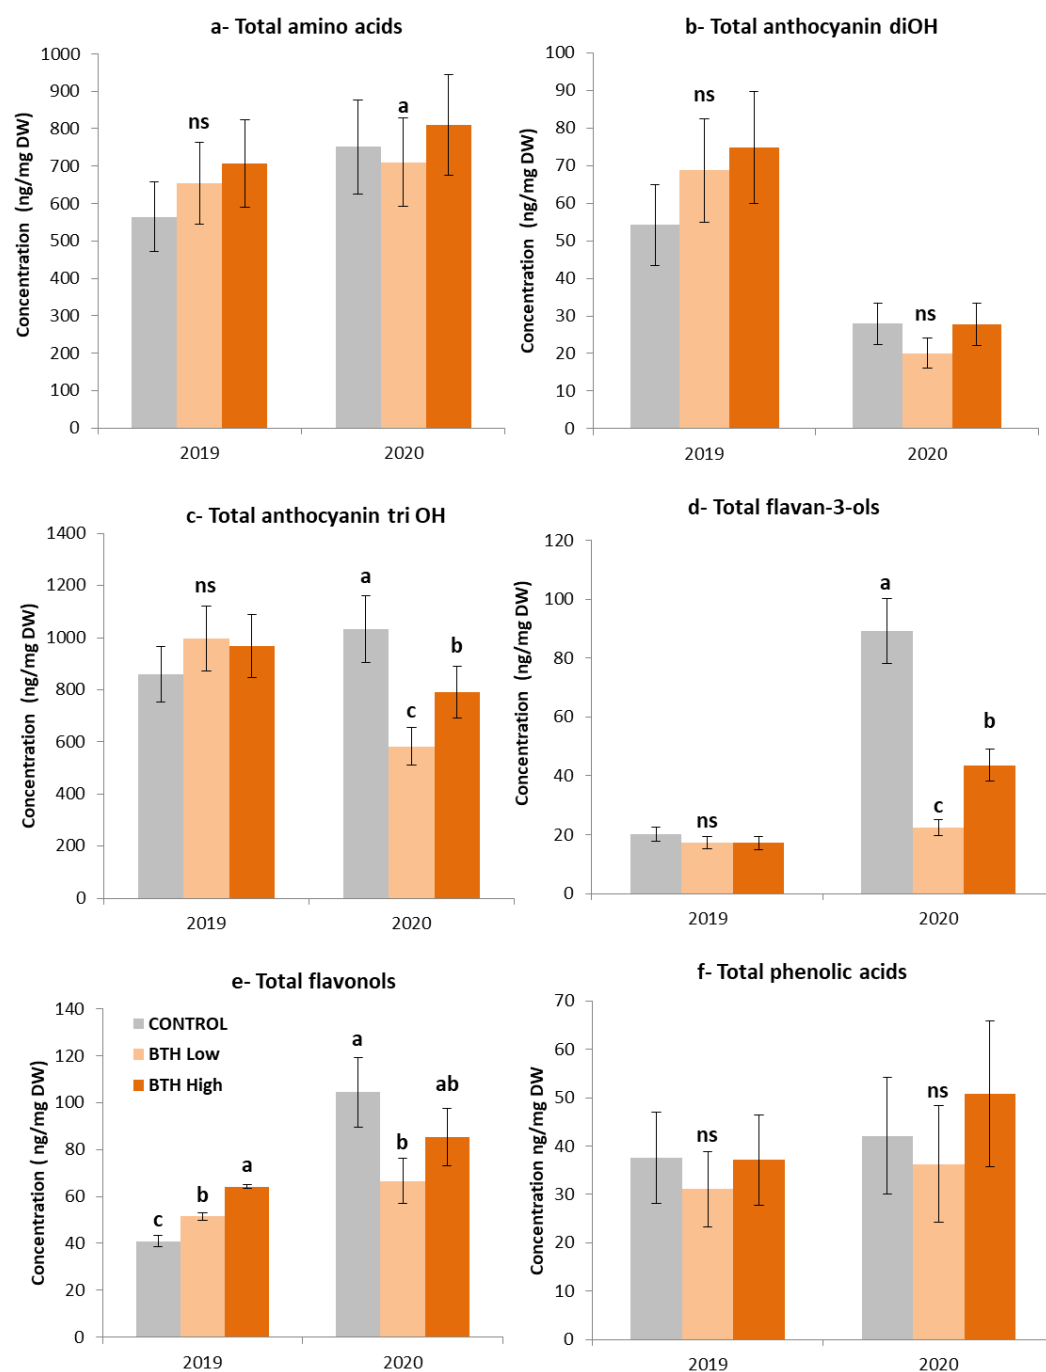 a- Total amino acids
Concentration (ng/mg DW)
1000
900
800
700
600
500
400
300
200
100
0
ns
a
2019
2020
b- Total anthocyanin diOH
Concentration (ng/mg DW)
100
90
80
70
60
50
40
30
20
10
0
ns
ns
2019
2020
c- Total anthocyanin tri OH
Concentration (ng/mg DW)
1400
1200
1000
800
600
400
200
0
ns
a
c
b
2019
2020
d- Total flavan-3-ols
Concentration (ng/mg DW)
120
100
80
60
40
20
0
ns
a
c
b
2019
2020
e- Total flavonols
Concentration ( ng/mg DW)
140
120
100
80
60
40
20
0
CONTROL
BTH Low
BTH High
c
b
a
a
b
ab
2019
2020
f- Total phenolic acids
Concentration ng/mg DW
70
60
50
40
30
20
10
0
ns
ns
2019
2020